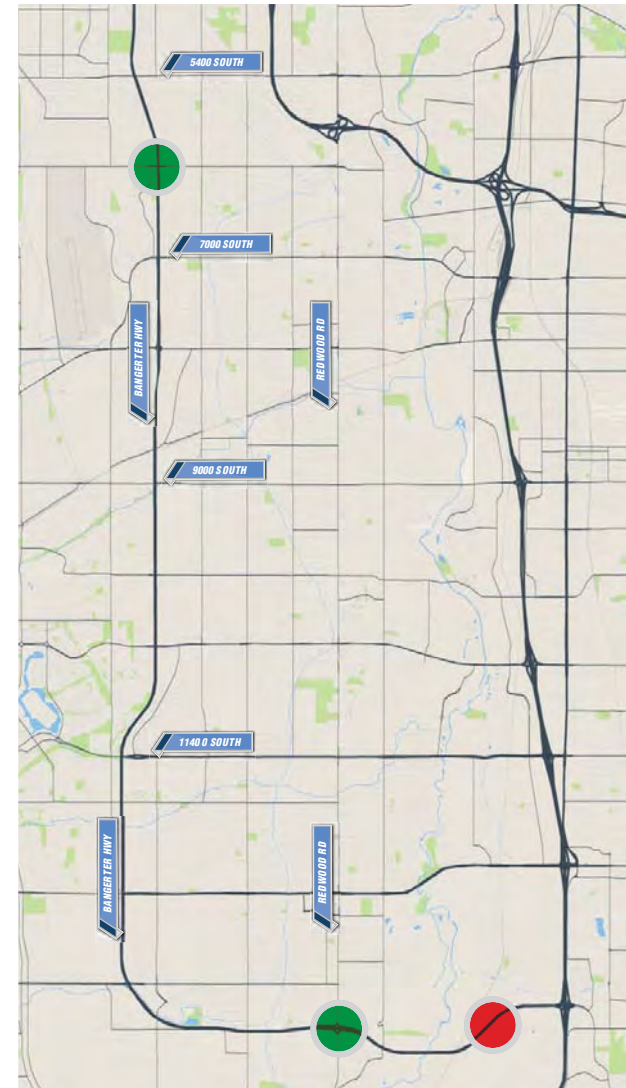 5400 SOUTH
7000 SOUTH
BANGERTER HWY
REDWOOD RD
9000 SOUTH
11400 SOUTH
BANGERTER HWY
REDWOOD RD